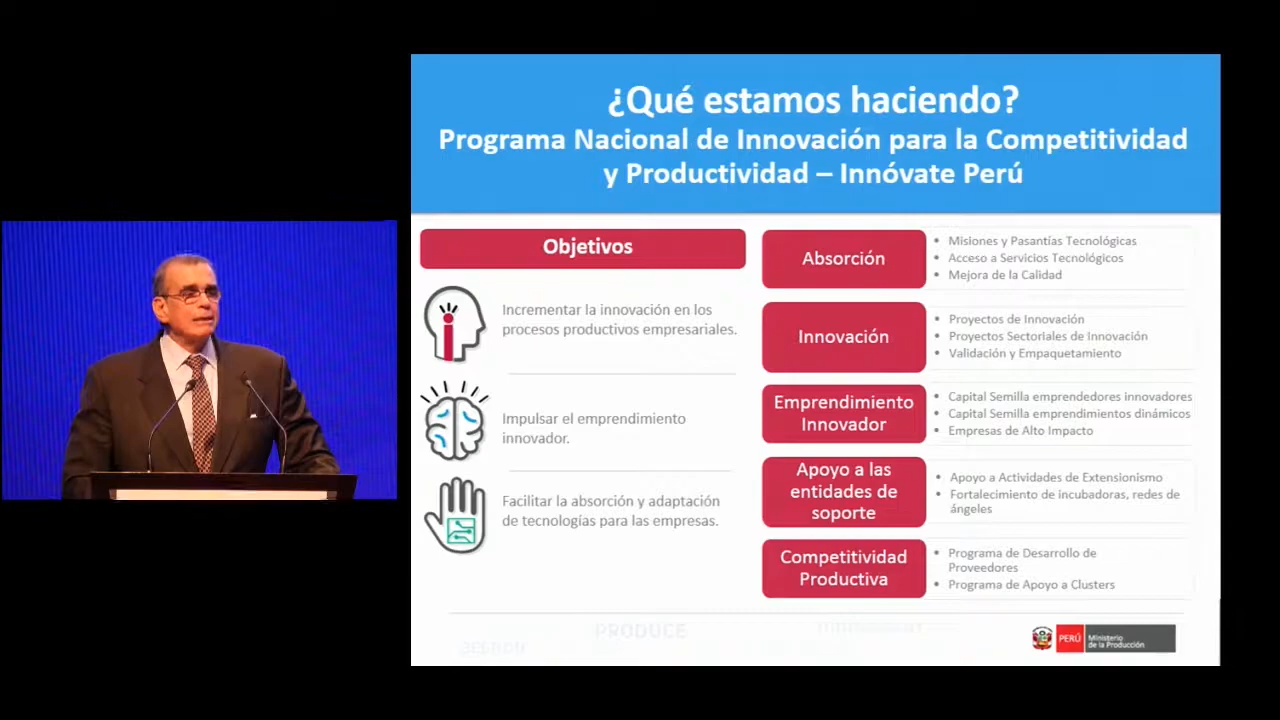 ¿Qué estamos haciendo?
Programa Nacional de Innovación para la Competitividad
y Productividad – Innóvate Perú
Objetivos
Incrementar la innovación en los
procesos productivos empresariales.
Impulsar el emprendimiento
innovador.
Facilitar la absorción y adaptación
de tecnologías para las empresas.
Absorción
• Misiones y Pasantías Tecnológicas
• Acceso a Servicios Tecnológicos
• Mejora de la Calidad
Innovación
• Proyectos de Innovación
• Proyectos Sectoriales de Innovación
• Validación y Empaquetamiento
Emprendimiento
Innovador
• Capital Semilla emprendedores innovadores
• Capital Semilla emprendimientos dinámicos
• Empresas de Alto Impacto
Apoyo a las
entidades de
soporte
• Apoyo a Actividades de Extensionismo
• Fortalecimiento de incubadoras, redes de
ángeles
Competitividad
Productiva
• Programa de Desarrollo de
Proveedores
• Programa de Apoyo a Clusters
PRODUCE
GESTIÓN
PERÚ
Ministerio
de la Producción